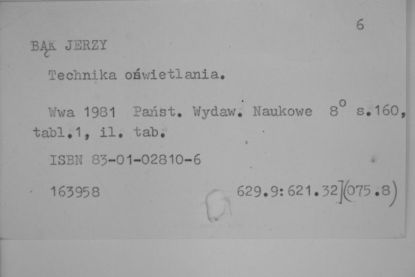 6
BĄK JERZY
Technika oświetlania.
Wwa 1981 Państ. Wydaw. Naukowe 8° s.160,
tabl.1, il. tab.
ISBN 83-01-02810-6
163958 629.9:621.32](075.8)